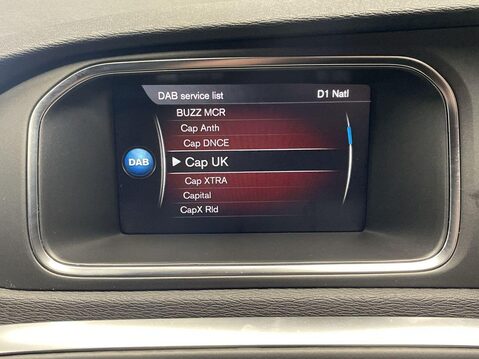 DAB service list D1 Natl
BUZZ MCR
Cap Anth
Cap DNCE
DAB
Cap UK
Cap XTRA
Capital
CapX Rld